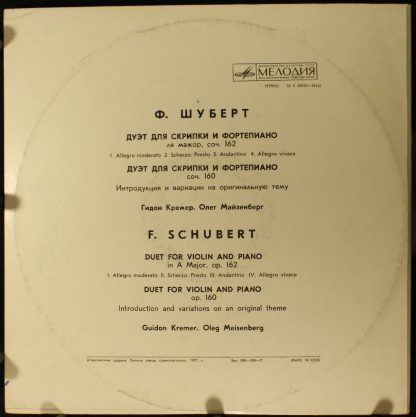 МЕЛОДИЯ
Ф. ШУБЕРТ
ДУЭТ ДЛЯ СКРИПКИ И ФОРТЕПИАНО
ля мажор, соч. 162
I. Allegro moderato 2. Scherzo. Presto 3. Andantino 4. Allegro vivace
ДУЭТ ДЛЯ СКРИПКИ И ФОРТЕПИАНО
соч. 160
Интродукция и вариации на оригинальную тему
Гидон Кремер, Олег Майзенберг
F. SCHUBERT
DUET FOR VIOLIN AND PIANO
in A Major, op. 162
I. Allegro moderato II. Scherzo. Presto III. Andantino IV. Allegro vivace
DUET FOR VIOLIN AND PIANO
op. 160
Introduction and variations on an original theme
Guidon Kremer, Oleg Meisenberg
MADE IN USSR